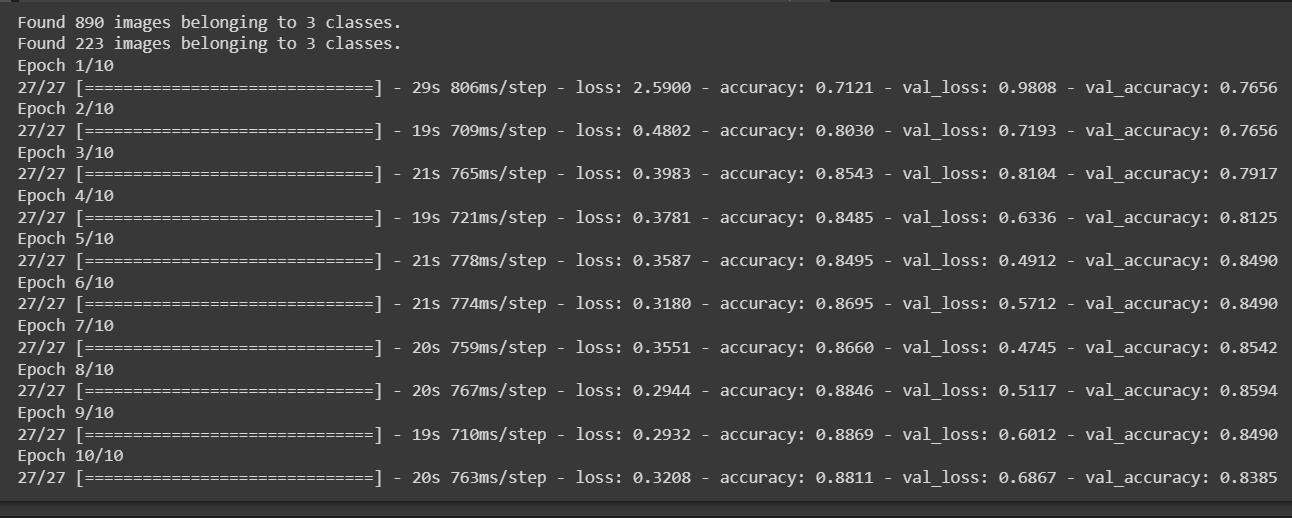 Found 890 images belonging to 3 classes.
Found 223 images belonging to 3 classes.
Epoch 1/10
27/27 [==============================] - 29s 806ms/step - loss: 2.5900 - accuracy: 0.7121 - val_loss: 0.9808 - val_accuracy: 0.7656
Epoch 2/10
27/27 [==============================] - 19s 709ms/step - loss: 0.4802 - accuracy: 0.8030 - val_loss: 0.7193 - val_accuracy: 0.7656
Epoch 3/10
27/27 [==============================] - 21s 765ms/step - loss: 0.3983 - accuracy: 0.8543 - val_loss: 0.8104 - val_accuracy: 0.7917
Epoch 4/10
27/27 [==============================] - 19s 721ms/step - loss: 0.3781 - accuracy: 0.8485 - val_loss: 0.6336 - val_accuracy: 0.8125
Epoch 5/10
27/27 [==============================] - 21s 778ms/step - loss: 0.3587 - accuracy: 0.8495 - val_loss: 0.4912 - val_accuracy: 0.8490
Epoch 6/10
27/27 [==============================] - 21s 774ms/step - loss: 0.3180 - accuracy: 0.8695 - val_loss: 0.5712 - val_accuracy: 0.8490
Epoch 7/10
27/27 [==============================] - 20s 759ms/step - loss: 0.3551 - accuracy: 0.8660 - val_loss: 0.4745 - val_accuracy: 0.8542
Epoch 8/10
27/27 [==============================] - 20s 767ms/step - loss: 0.2944 - accuracy: 0.8846 - val_loss: 0.5117 - val_accuracy: 0.8594
Epoch 9/10
27/27 [==============================] - 19s 710ms/step - loss: 0.2932 - accuracy: 0.8869 - val_loss: 0.6012 - val_accuracy: 0.8490
Epoch 10/10
27/27 [==============================] - 20s 763ms/step - loss: 0.3208 - accuracy: 0.8811 - val_loss: 0.6867 - val_accuracy: 0.8385